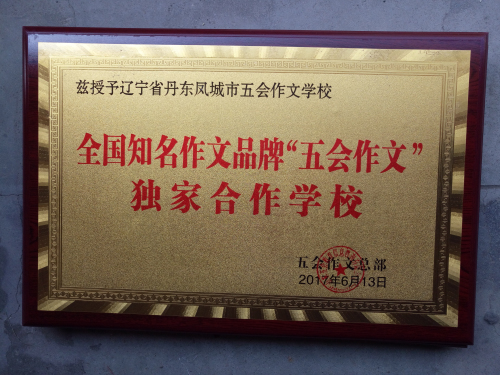 兹授予辽宁省丹东凤城市五会作文学校
全国知名作文品牌“五会作文”
独家合作学校
五会作文总部
2017年6月13日